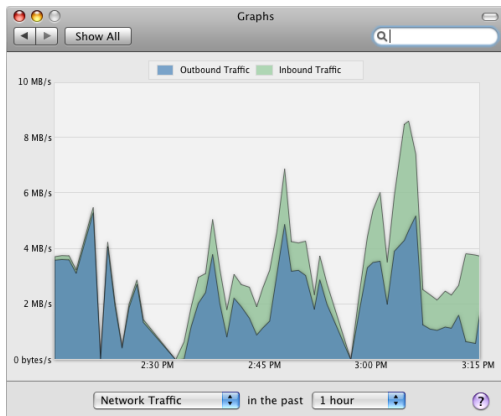 Graphs
Show All
Outbound Traffic Inbound Traffic
10 MB/s
8 MB/s
6 MB/s
4 MB/s
2 MB/s
0 bytes/s
2:30 PM 2:45 PM 3:00 PM 3:15 PM
Network Traffic in the past 1 hour ?